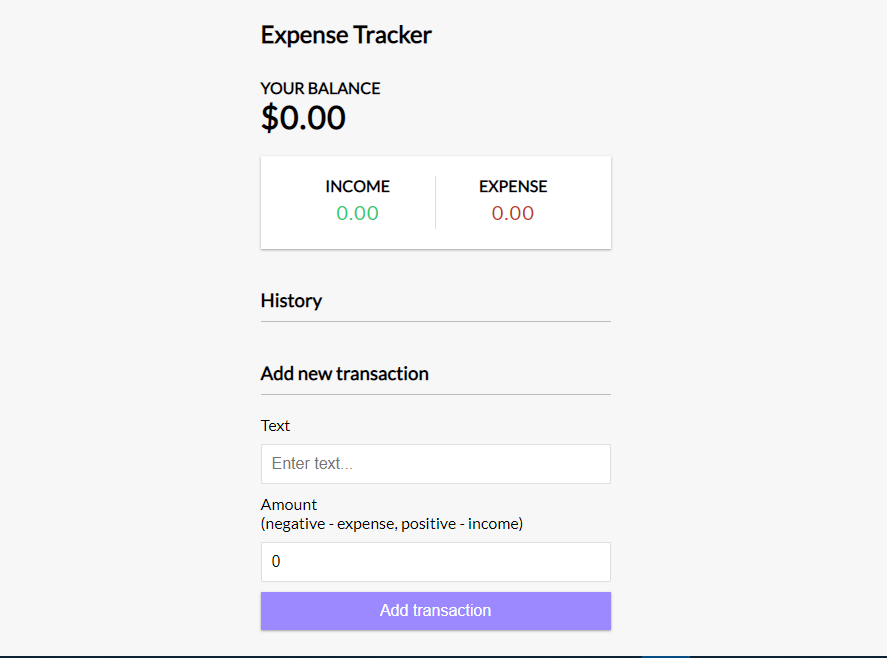 Expense Tracker
YOUR BALANCE
$0.00
INCOME EXPENSE
0.00 0.00
History
Add new transaction
Text
Enter text...
Amount
(negative - expense, positive - income)
0
Add transaction